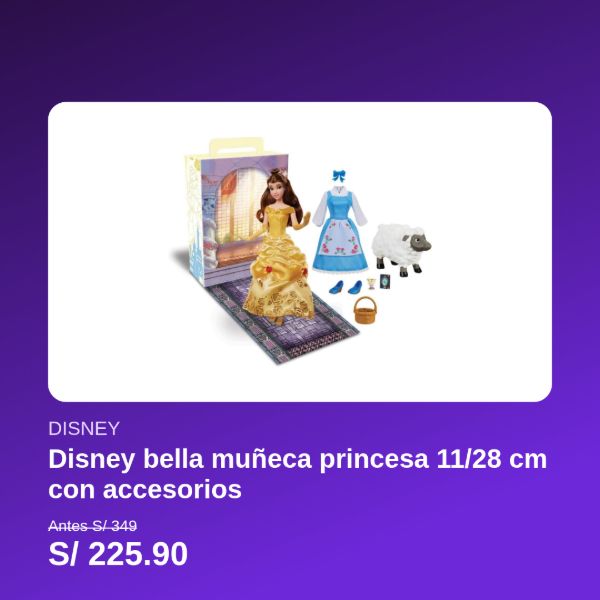 DISNEY
Disney bella muñeca princesa 11/28 cm
con accesorios
Antes S/ 349
S/ 225.90